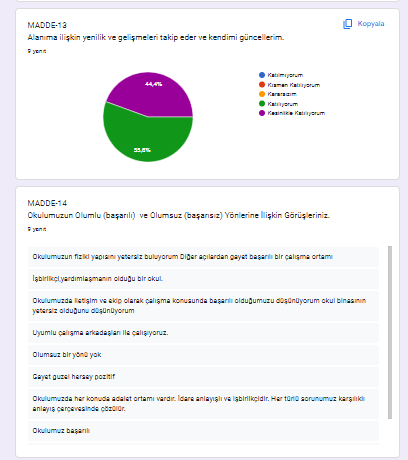 MADDE-13
Kopyala
Alanıma ilişkin yenilik ve gelişmeleri takip eder ve kendimi güncellerim.
9 yanıt
44,4%
55,6%
Katılmıyorum
Kısmen Katılıyorum
Kararsızım
Katılıyorum
Kesinlikle Katılıyorum
MADDE-14
Okulumuzun Olumlu (başarılı) ve Olumsuz (başarısız) Yönlerine İlişkin Görüşleriniz.
9 yanıt
Okulumuzun fiziki yapısını yetersiz buluyorum Diğer açılardan gayet başarılı bir çalışma ortamı
İşbirlikçi,yardımlaşmanın olduğu bir okul.
Okulumuzda iletişim ve ekip olarak çalışma konusunda başarılı olduğumuzu düşünüyorum okul binasının
yetersiz olduğunu düşünüyorum
Uyumlu çalışma arkadaşları ile çalışıyoruz.
Olumsuz bir yönü yok
Gayet guzel hersey pozitif
Okulumuzda her konuda adalet ortamı vardır. İdare anlayışlı ve işbirlikçidir. Her türlü sorunumuz karşılıklı
anlayış çerçevesinde çözülür.
Okulumuz başarılı